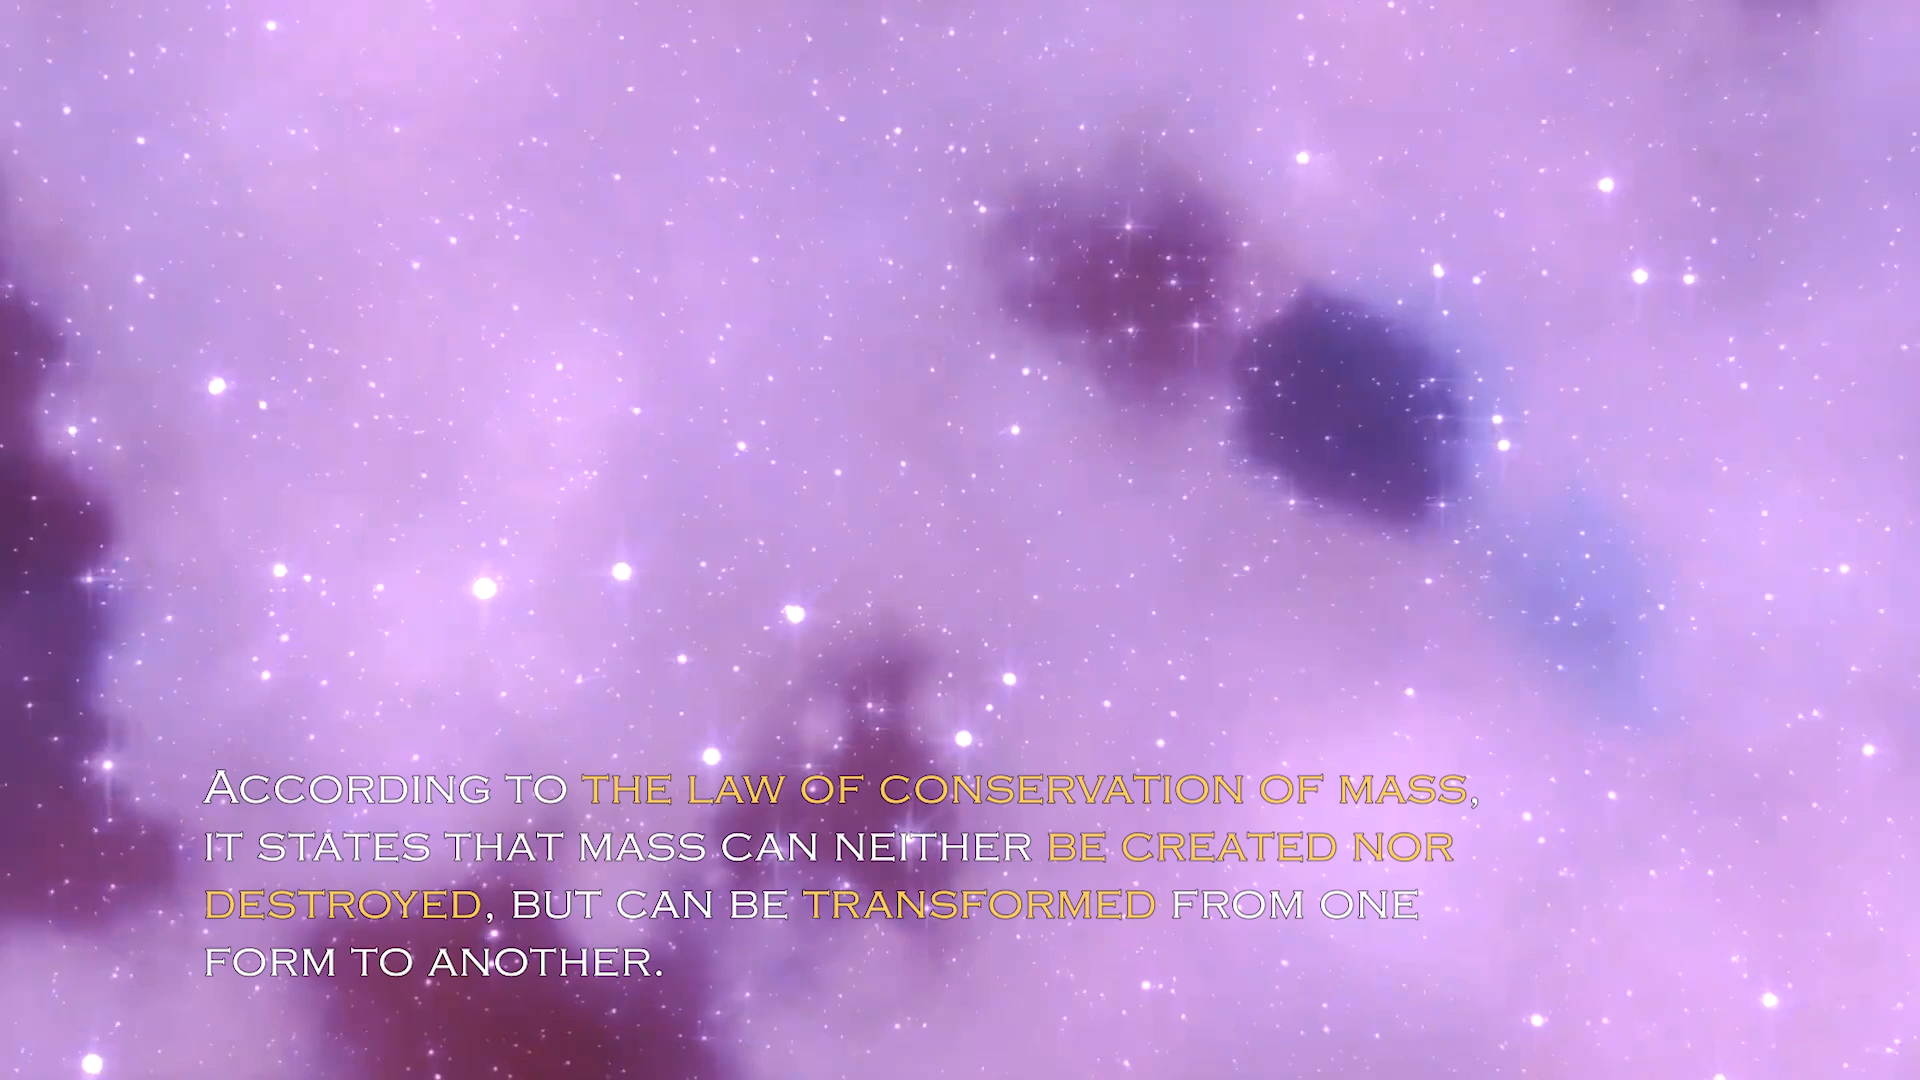 According to the law of conservation of mass,
it states that mass can neither be created nor
destroyed, but can be transformed from one
form to another.